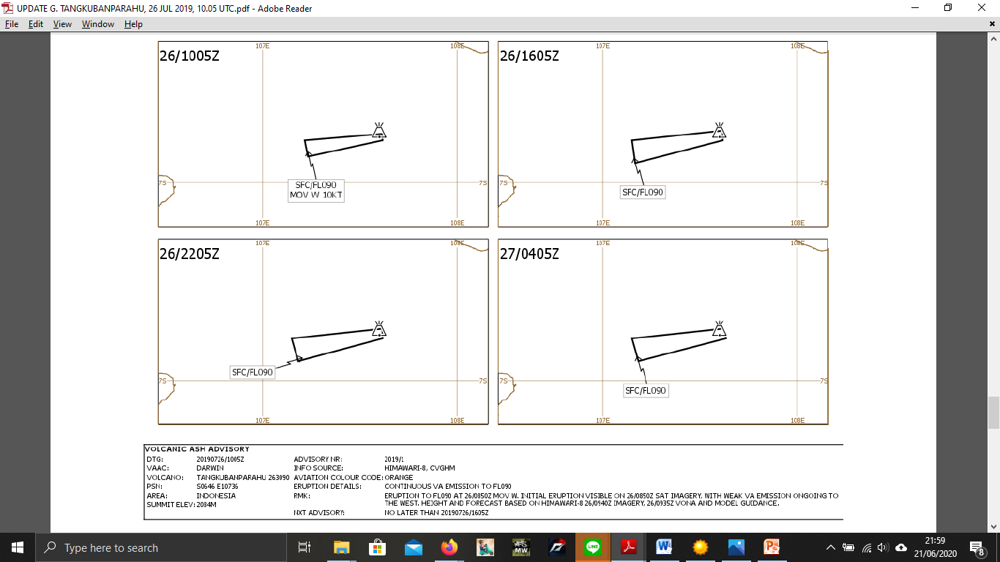 UPDATE G. TANGKUBANPARAHU, 26 JUL 2019, 10.05 UTC.pdf - Adobe Reader
File Edit View Window Help
26/1005Z
107E
108E
7S
7S
SFC/FL090
MOV W 10KT
107E
108E
26/1605Z
107E
108E
7S
7S
SFC/FL090
107E
108E
26/2205Z
107E
108E
SFC/FL090
7S
7S
107E
108E
27/0405Z
107E
108E
7S
7S
SFC/FL090
107E
108E
VOLCANIC ASH ADVISORY
DTG: 20190726/1005Z ADVISORY NR: 2019/1
VAAC: DARWIN INFO SOURCE: HIMAWARI-8, CVGHM
VOLCANO: TANGKUBANPARAHU 263090 AVIATION COLOUR CODE: ORANGE
PSN: S0646 E10736 ERUPTION DETAILS: CONTINUOUS VA EMISSION TO FL090
AREA: INDONESIA RMK: ERUPTION TO FL090 AT 26/0850Z MOV W. INITIAL ERUPTION VISIBLE ON 26/0850Z SAT IMAGERY, WITH WEAK VA EMISSION ONGOING TO
SUMMIT ELEV: 2084M THE WEST. HEIGHT AND FORECAST BASED ON HIMAWARI-8 26/0940Z IMAGERY, 26/0935Z VONA AND MODEL GUIDANCE.
NXT ADVISORY: NO LATER THAN 20190726/1605Z
Type here to search
NFS
MW
LINE
W
P
21:59
21/06/2020
8